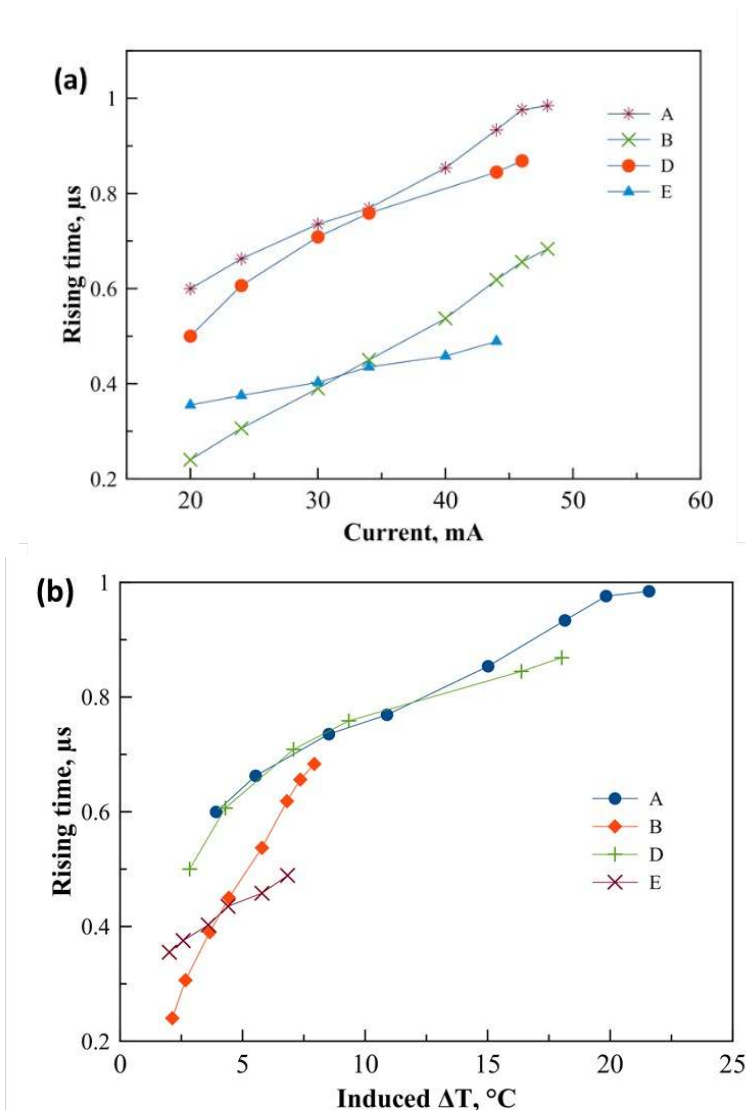 (a)
1
0.8
0.6
0.4
0.2
Rising time, µs
A
B
D
E
20 30 40 50 60
Current, mA
(b)
1
0.8
0.6
0.4
0.2
Rising time, µs
A
B
D
E
0 5 10 15 20 25
Induced ΔT, °C